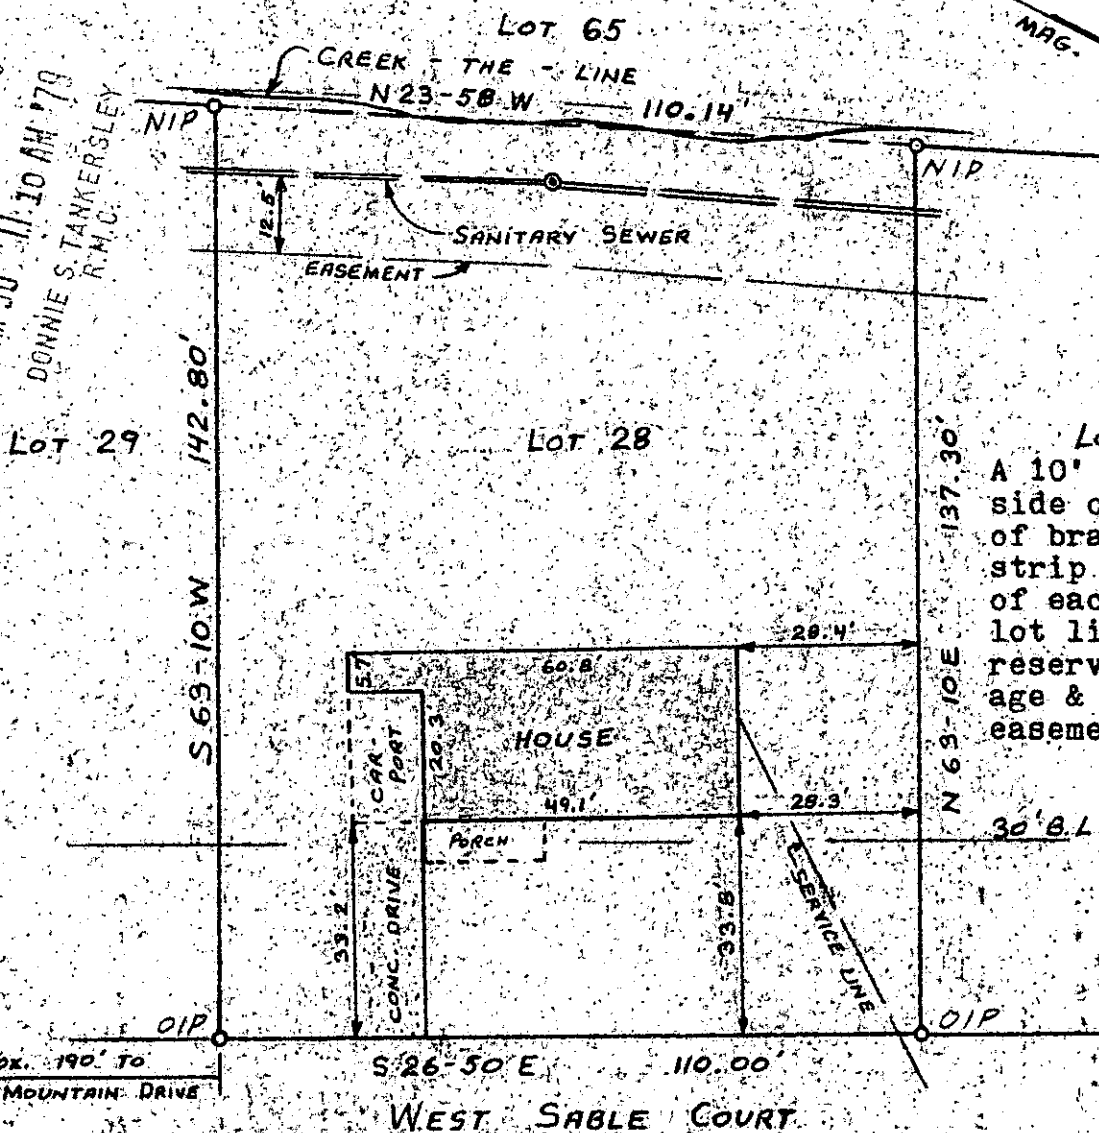 LOT 65
MAG.
CREEK - THE - LINE
N 23-58 W 110.14'
10 AM '79
DONNIE S. TANKERSLEY
R.M.C.
NIP
NIP
12.5'
SANITARY SEWER
EASEMENT
LOT 29
S 63-10 W 142.80'
LOT 28
N 63-10 E 137.30'
A 10'
side o
of bra
strip
of eac
lot li
reserv
age &
easeme
28.4'
5.7
60.8'
HOUSE
CAR-
PORT
20.3
49.1'
28.3'
PORCH
30' B.L
33.2'
CONC. DRIVE
33.8'
℄ SERVICE LINE
OIP
OIP
190' TO
MOUNTAIN DRIVE
S 26-50 E 110.00'
WEST SABLE COURT